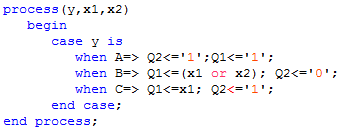 process(y,x1,x2)
begin
case y is
when A=> Q2<='1';Q1<='1';
when B=> Q1<=(x1 or x2); Q2<='0';
when C=> Q1<=x1; Q2<='1';
end case;
end process;